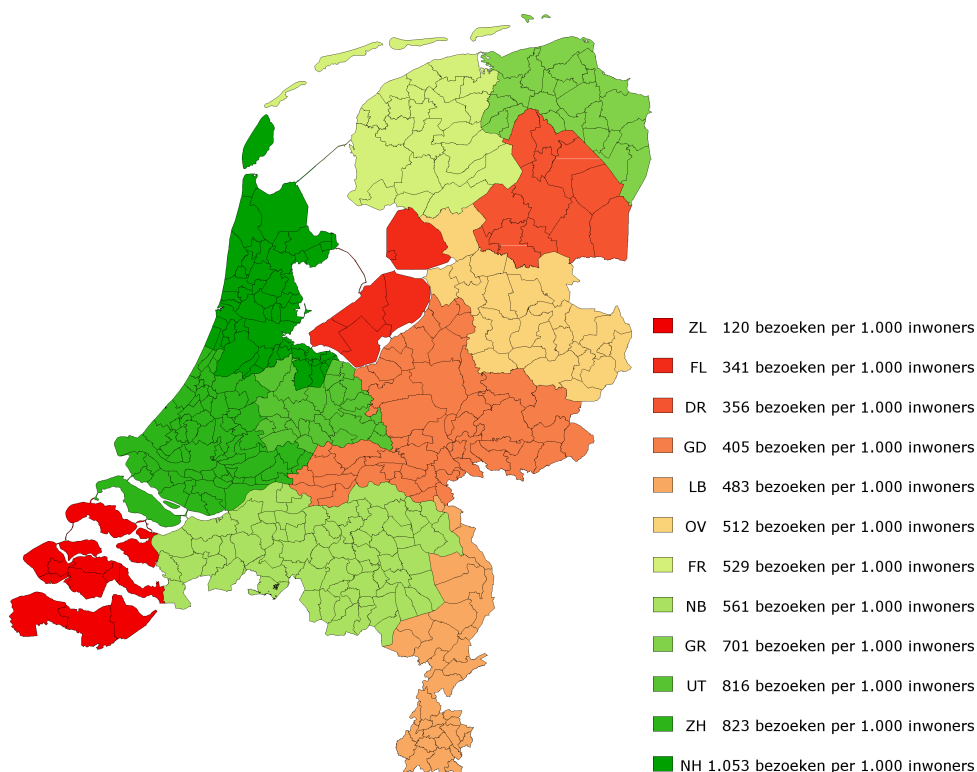 ZL 120 bezoeken per 1.000 inwoners
FL 341 bezoeken per 1.000 inwoners
DR 356 bezoeken per 1.000 inwoners
GD 405 bezoeken per 1.000 inwoners
LB 483 bezoeken per 1.000 inwoners
OV 512 bezoeken per 1.000 inwoners
FR 529 bezoeken per 1.000 inwoners
NB 561 bezoeken per 1.000 inwoners
GR 701 bezoeken per 1.000 inwoners
UT 816 bezoeken per 1.000 inwoners
ZH 823 bezoeken per 1.000 inwoners
NH 1.053 bezoeken per 1.000 inwoners